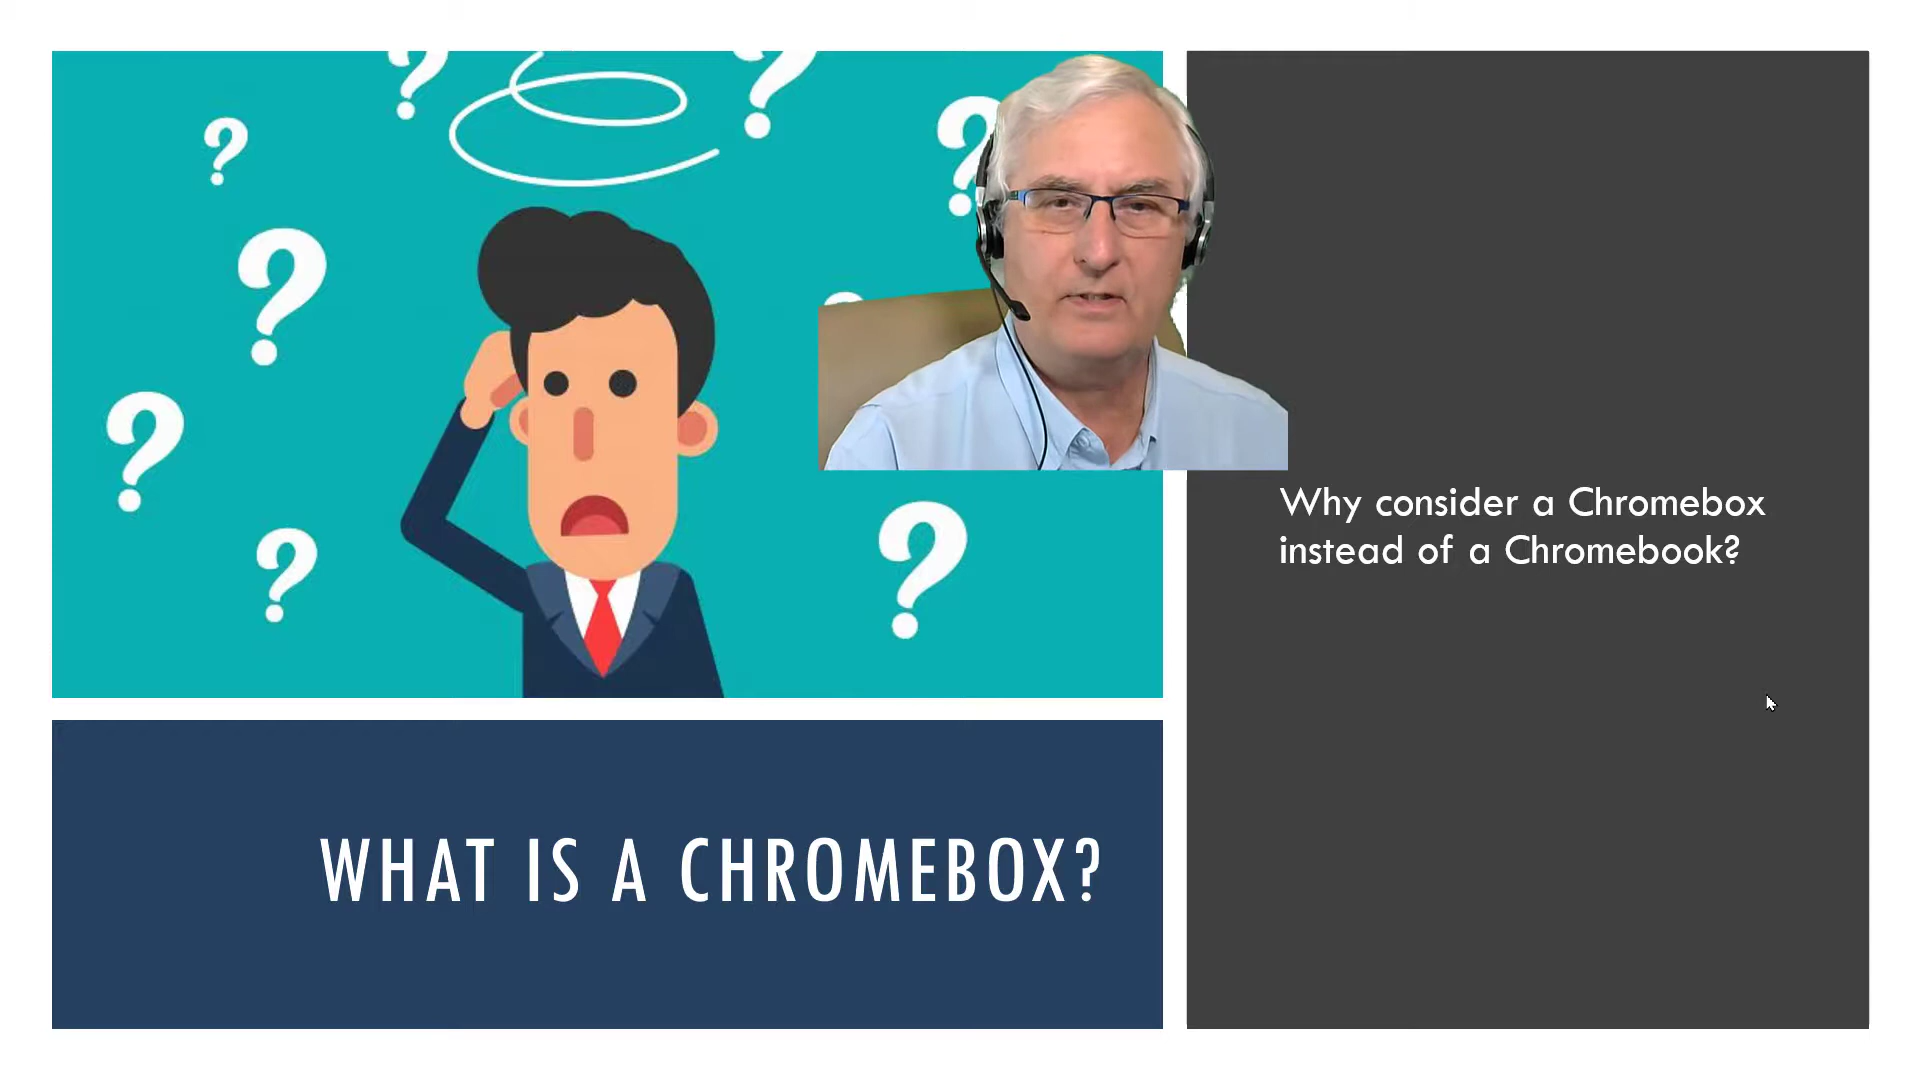 WHAT IS A CHROMEBOX?
Why consider a Chromebox
instead of a Chromebook?